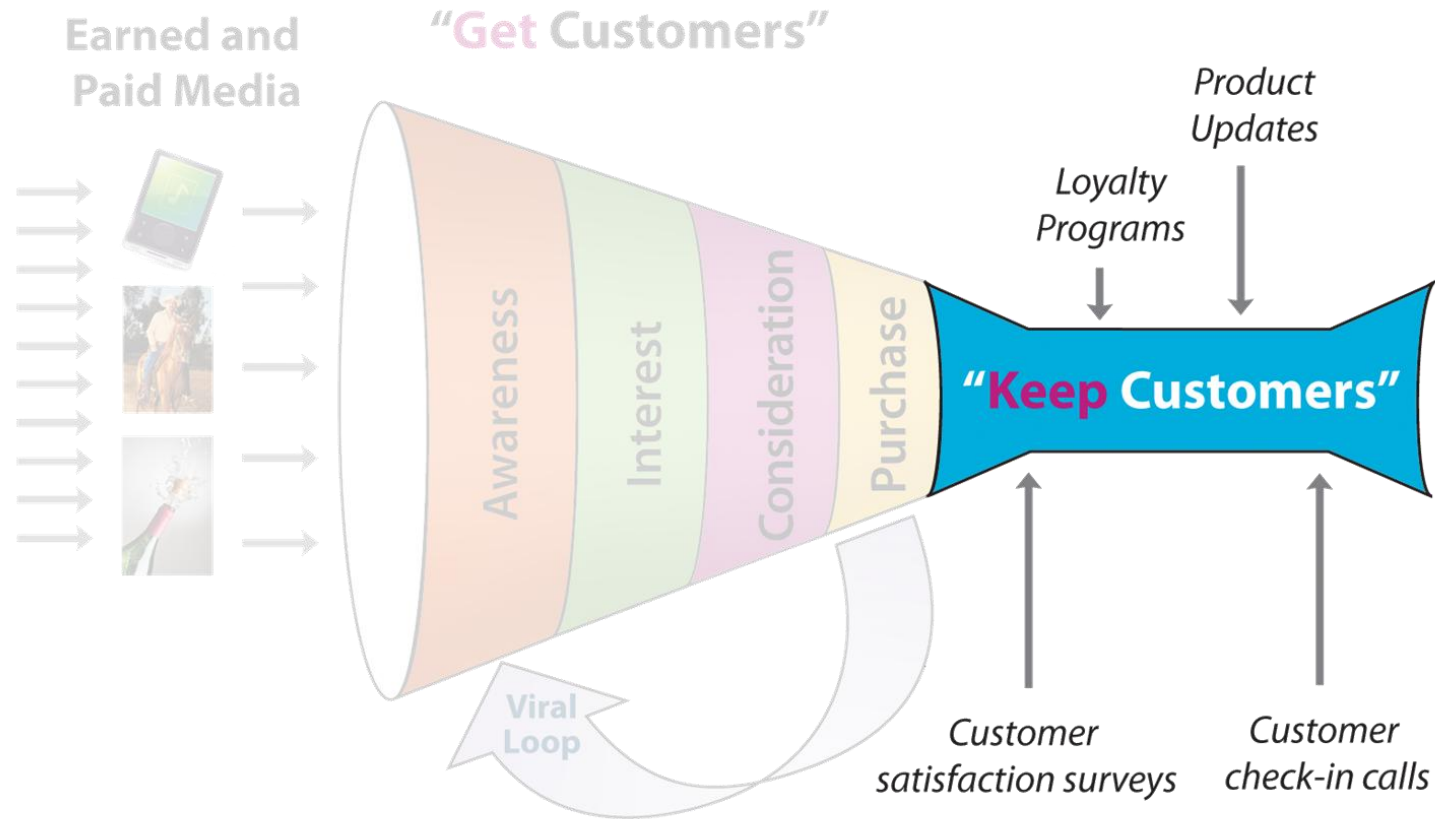 Earned and
Paid Media
“Get Customers”
Product
Updates
Loyalty
Programs
Awareness
Interest
Consideration
Purchase
“Keep Customers”
Viral
Loop
Customer
satisfaction surveys
Customer
check-in calls